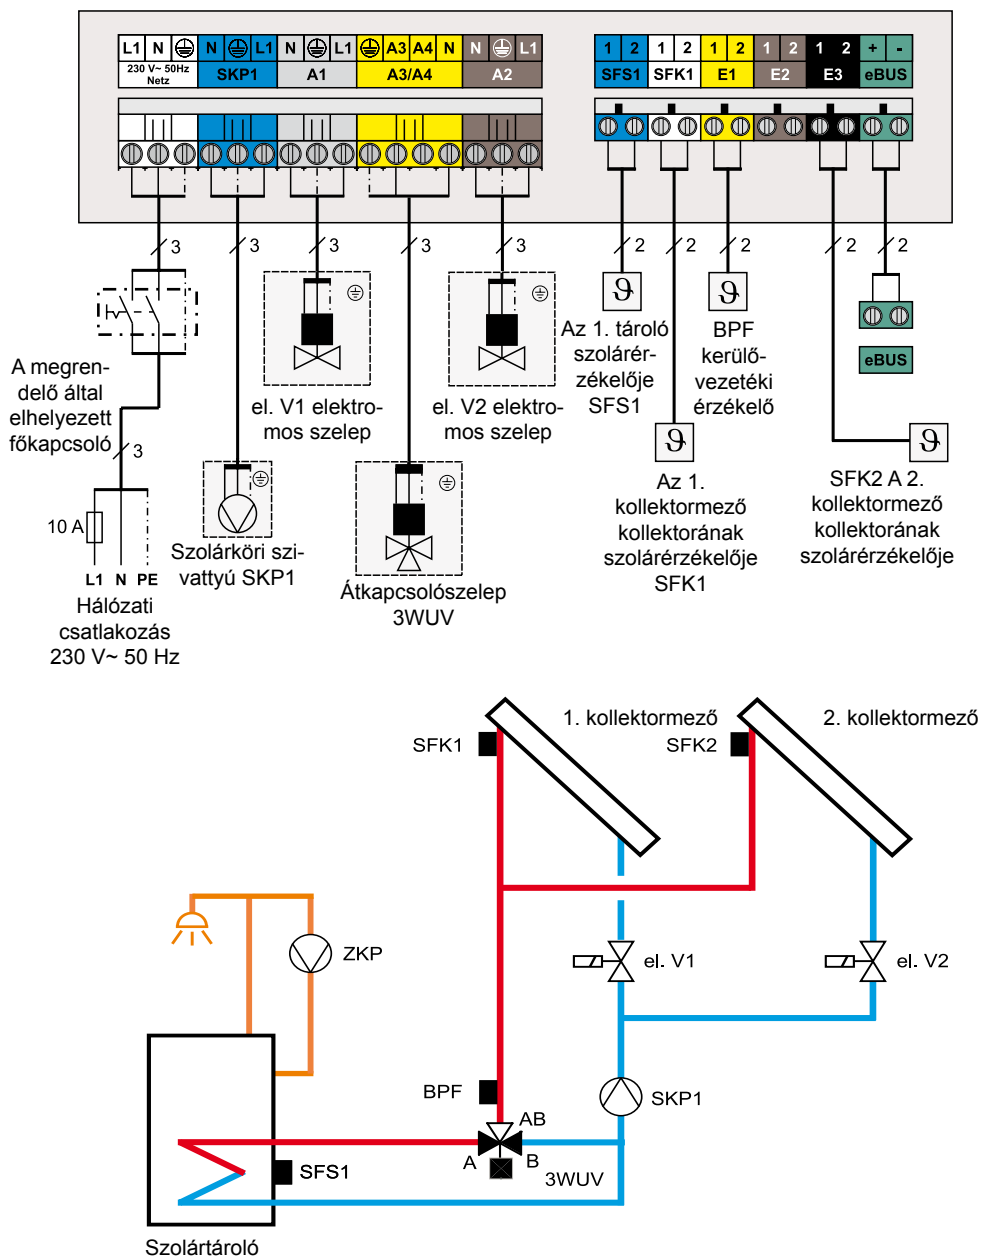 L1 N N L1 N L1 A3 A4 N N L1
230 V~ 50Hz
Netz
SKP1 A1 A3/A4 A2
1 2 1 2 1 2 1 2 1 2 + -
SFS1 SFK1 E1 E2 E3 eBUS
3 3 3 3 3 2 2 2 2 2
ϑ ϑ
eBUS
A megren-
delő által
elhelyezett
főkapcsoló
3
10 A
L1 N PE
Hálózati
csatlakozás
230 V~ 50 Hz
Szolárköri szi-
vattyú SKP1
el. V1 elektro-
mos szelep
Átkapcsolószelep
3WUV
el. V2 elektro-
mos szelep
Az 1. tároló
szolárér-
zékelője
SFS1
BPF
kerülő-
vezetéki
érzékelő
ϑ
Az 1.
kollektormező
kollektorának
szolárérzékelője
SFK1
ϑ
SFK2 A 2.
kollektormező
kollektorának
szolárérzékelője
1. kollektormező
2. kollektormező
SFK1
SFK2
ZKP
el. V1
el. V2
BPF
SKP1
AB
A
B
3WUV
SFS1
Szolártároló